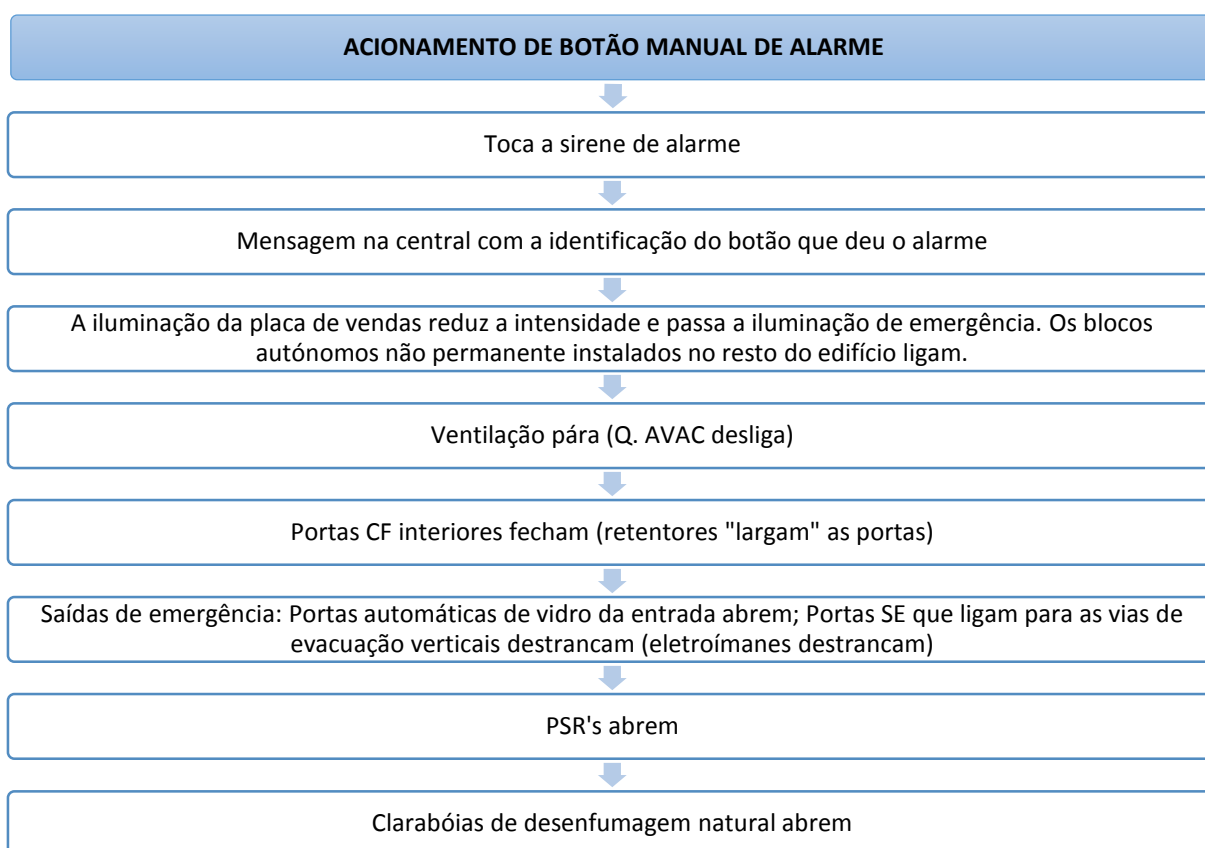 ACIONAMENTO DE BOTÃO MANUAL DE ALARME
Toca a sirene de alarme
Mensagem na central com a identificação do botão que deu o alarme
A iluminação da placa de vendas reduz a intensidade e passa a iluminação de emergência. Os blocos
autónomos não permanente instalados no resto do edifício ligam.
Ventilação pára (Q. AVAC desliga)
Portas CF interiores fecham (retentores "largam" as portas)
Saídas de emergência: Portas automáticas de vidro da entrada abrem; Portas SE que ligam para as vias de
evacuação verticais destrancam (eletroímanes destrancam)
PSR's abrem
Clarabóias de desenfumagem natural abrem